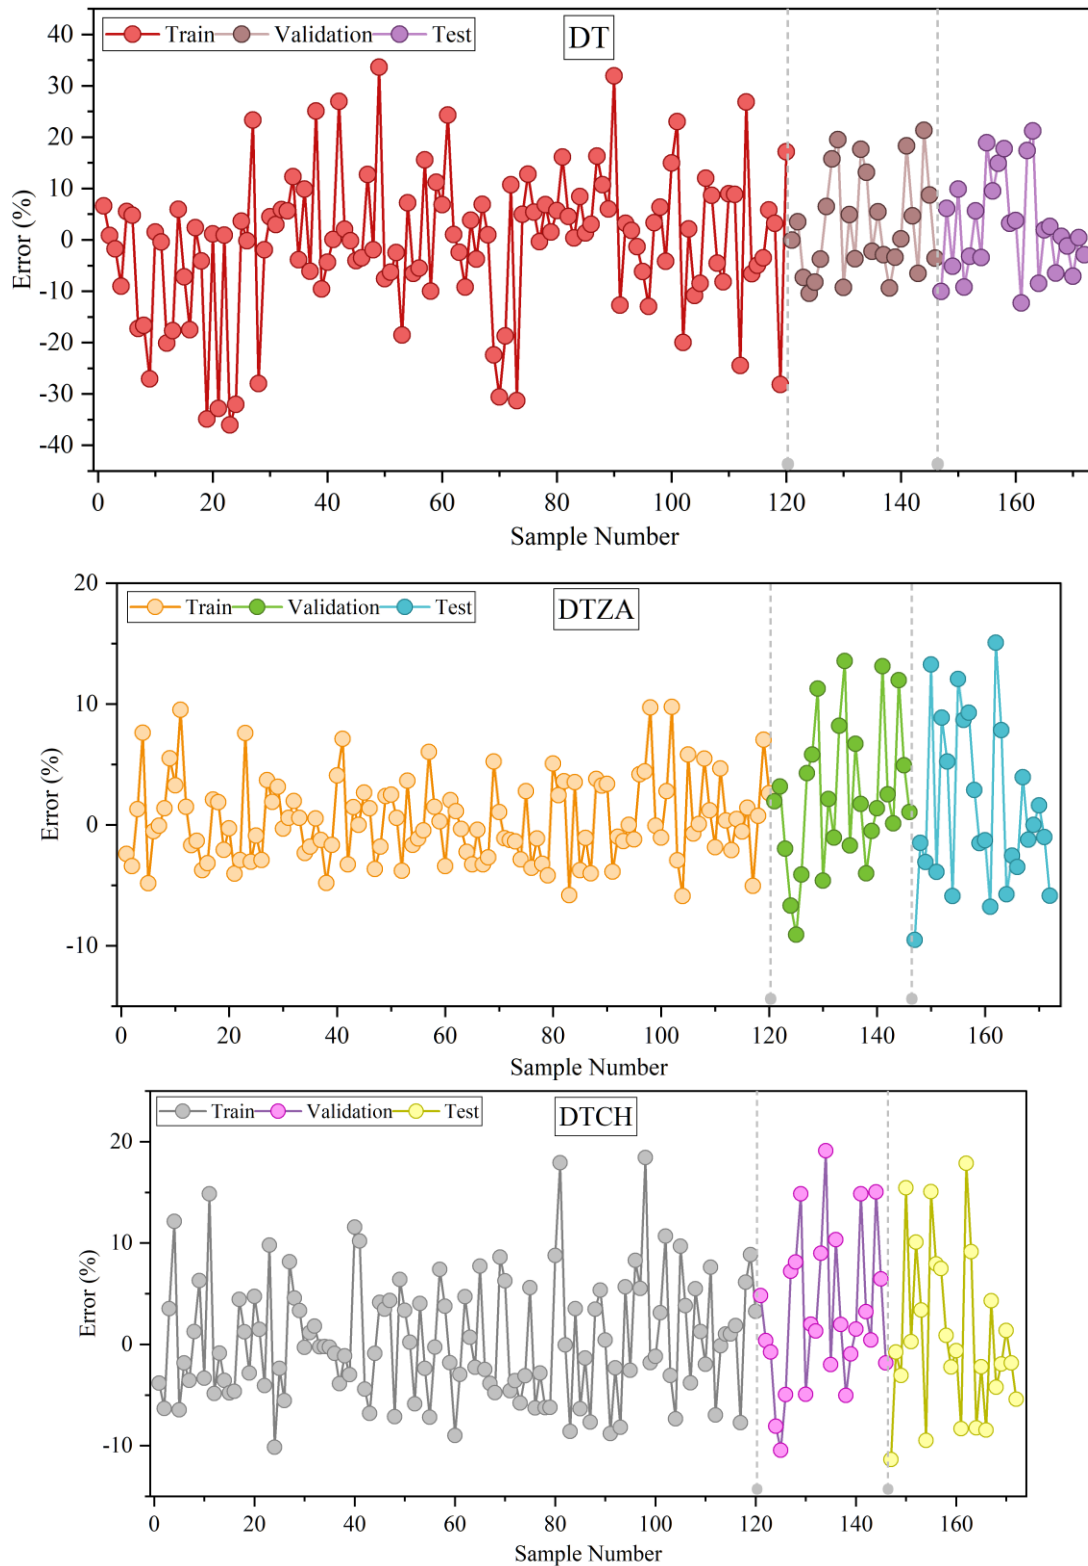 Train Validation Test
DT
40
30
20
10
0
-10
-20
-30
-40
Error (%)
0 20 40 60 80 100 120 140 160
Sample Number
Train Validation Test
DTZA
20
10
0
-10
Error (%)
0 20 40 60 80 100 120 140 160
Sample Number
Train Validation Test
DTCH
20
10
0
-10
Error (%)
0 20 40 60 80 100 120 140 160
Sample Number